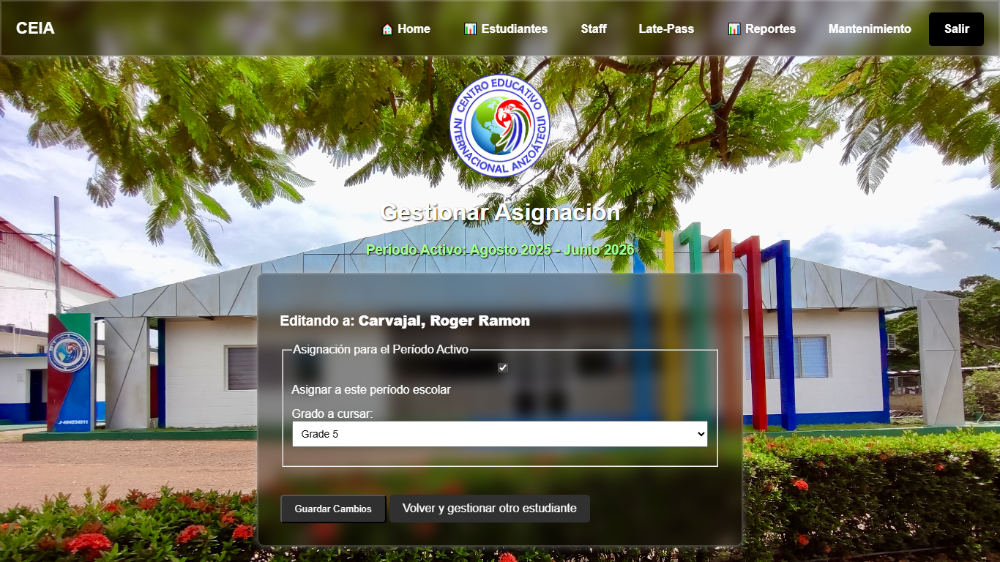 CEIA
Home
Estudiantes
Staff
Late-Pass
Reportes
Mantenimiento
Salir
CENTRO EDUCATIVO
INTERNACIONAL ANZOÁTEGUI
Gestionar Asignación
Período Activo: Agosto 2025 - Junio 2026
Editando a: Carvajal, Roger Ramon
Asignación para el Período Activo
Asignar a este período escolar
Grado a cursar:
Grade 5
Guardar Cambios
Volver y gestionar otro estudiante
J-404034811